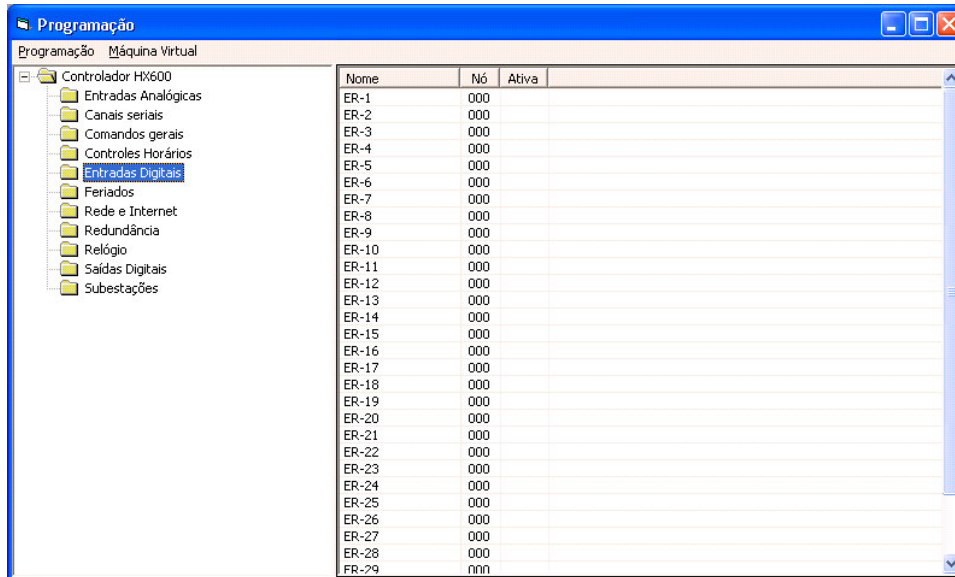 Programação
Programação Máquina Virtual
Controlador HX600
Entradas Analógicas
Canais seriais
Comandos gerais
Controles Horários
Entradas Digitais
Feriados
Rede e Internet
Redundância
Relógio
Saídas Digitais
Subestações
Nome Nó Ativa
ER-1 000
ER-2 000
ER-3 000
ER-4 000
ER-5 000
ER-6 000
ER-7 000
ER-8 000
ER-9 000
ER-10 000
ER-11 000
ER-12 000
ER-13 000
ER-14 000
ER-15 000
ER-16 000
ER-17 000
ER-18 000
ER-19 000
ER-20 000
ER-21 000
ER-22 000
ER-23 000
ER-24 000
ER-25 000
ER-26 000
ER-27 000
ER-28 000
ER-29 000